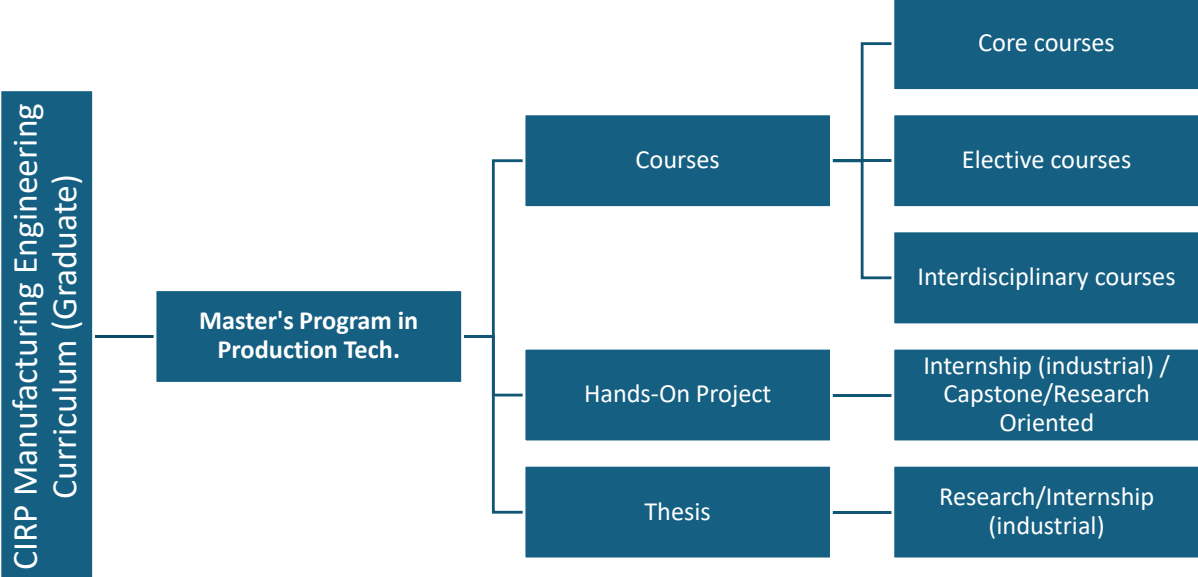 CIRP Manufacturing Engineering
Curriculum (Graduate)
Master's Program in
Production Tech.
Courses
Core courses
Elective courses
Interdisciplinary courses
Hands-On Project
Internship (industrial) /
Capstone/Research
Oriented
Thesis
Research/Internship
(industrial)